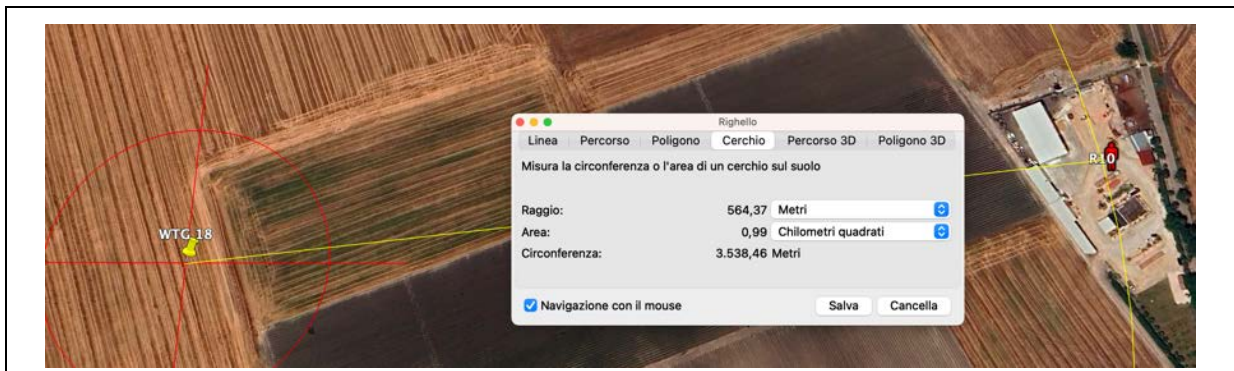 Righello
Linea Percorso Poligono Cerchio Percorso 3D Poligono 3D
Misura la circonferenza o l'area di un cerchio sul suolo
Raggio: 564,37 Metri
Area: 0,99 Chilometri quadrati
Circonferenza: 3.538,46 Metri
Navigazione con il mouse Salva Cancella
WTG 18
R10